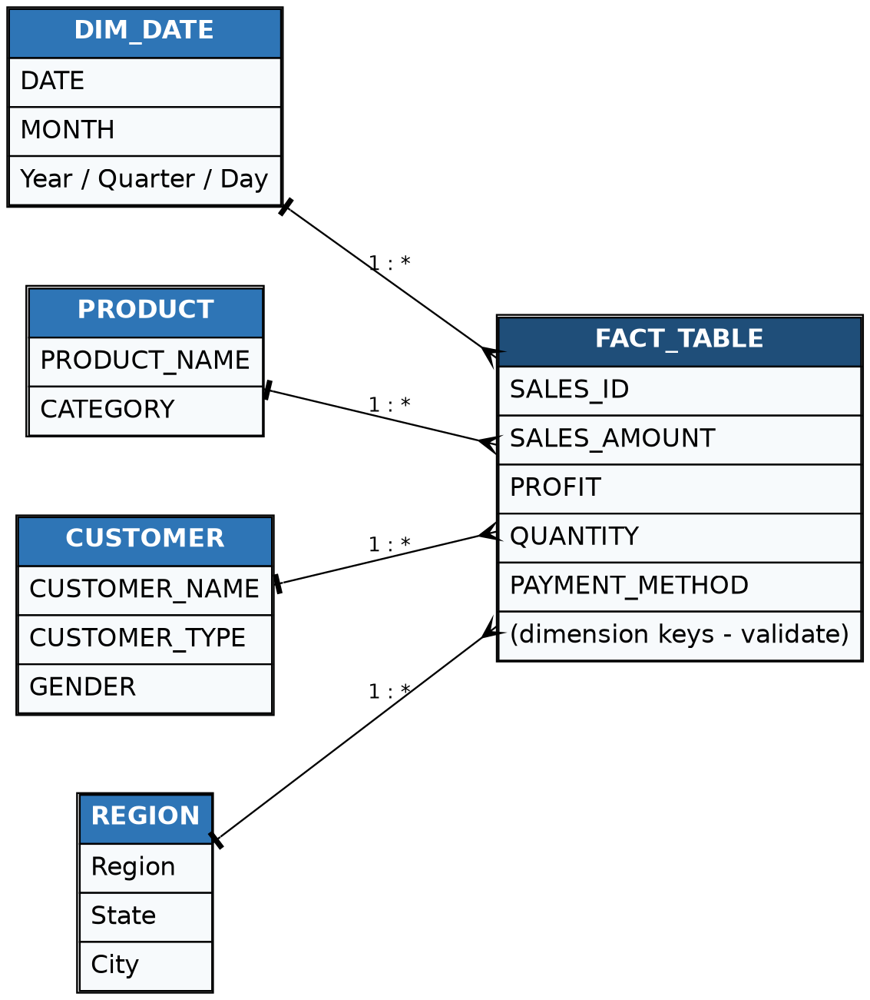 DIM_DATE
DATE
MONTH
Year / Quarter / Day
1 : *
PRODUCT
PRODUCT_NAME
CATEGORY
1 : *
CUSTOMER
CUSTOMER_NAME
CUSTOMER_TYPE
GENDER
1 : *
REGION
Region
State
City
1 : *
FACT_TABLE
SALES_ID
SALES_AMOUNT
PROFIT
QUANTITY
PAYMENT_METHOD
(dimension keys - validate)